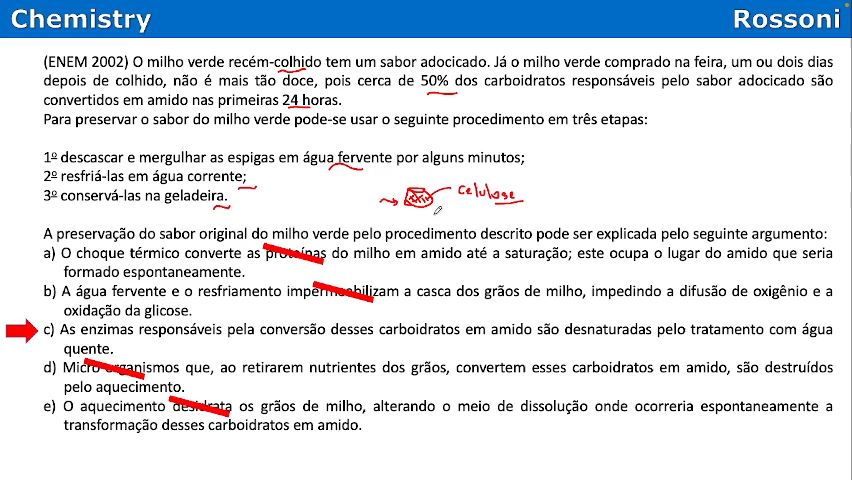 Chemistry
Rossoni
(ENEM 2002) O milho verde recém-colhido tem um sabor adocicado. Já o milho verde comprado na feira, um ou dois dias
depois de colhido, não é mais tão doce, pois cerca de 50% dos carboidratos responsáveis pelo sabor adocicado são
convertidos em amido nas primeiras 24 horas.
Para preservar o sabor do milho verde pode-se usar o seguinte procedimento em três etapas:
1º descascar e mergulhar as espigas em água fervente por alguns minutos;
2º resfriá-las em água corrente;
3º conservá-las na geladeira.
celulose
A preservação do sabor original do milho verde pelo procedimento descrito pode ser explicada pelo seguinte argumento:
a) O choque térmico converte as proteínas do milho em amido até a saturação; este ocupa o lugar do amido que seria
formado espontaneamente.
b) A água fervente e o resfriamento impermeabilizam a casca dos grãos de milho, impedindo a difusão de oxigênio e a
oxidação da glicose.
c) As enzimas responsáveis pela conversão desses carboidratos em amido são desnaturadas pelo tratamento com água
quente.
d) Micro-organismos que, ao retirarem nutrientes dos grãos, convertem esses carboidratos em amido, são destruídos
pelo aquecimento.
e) O aquecimento desidrata os grãos de milho, alterando o meio de dissolução onde ocorreria espontaneamente a
transformação desses carboidratos em amido.